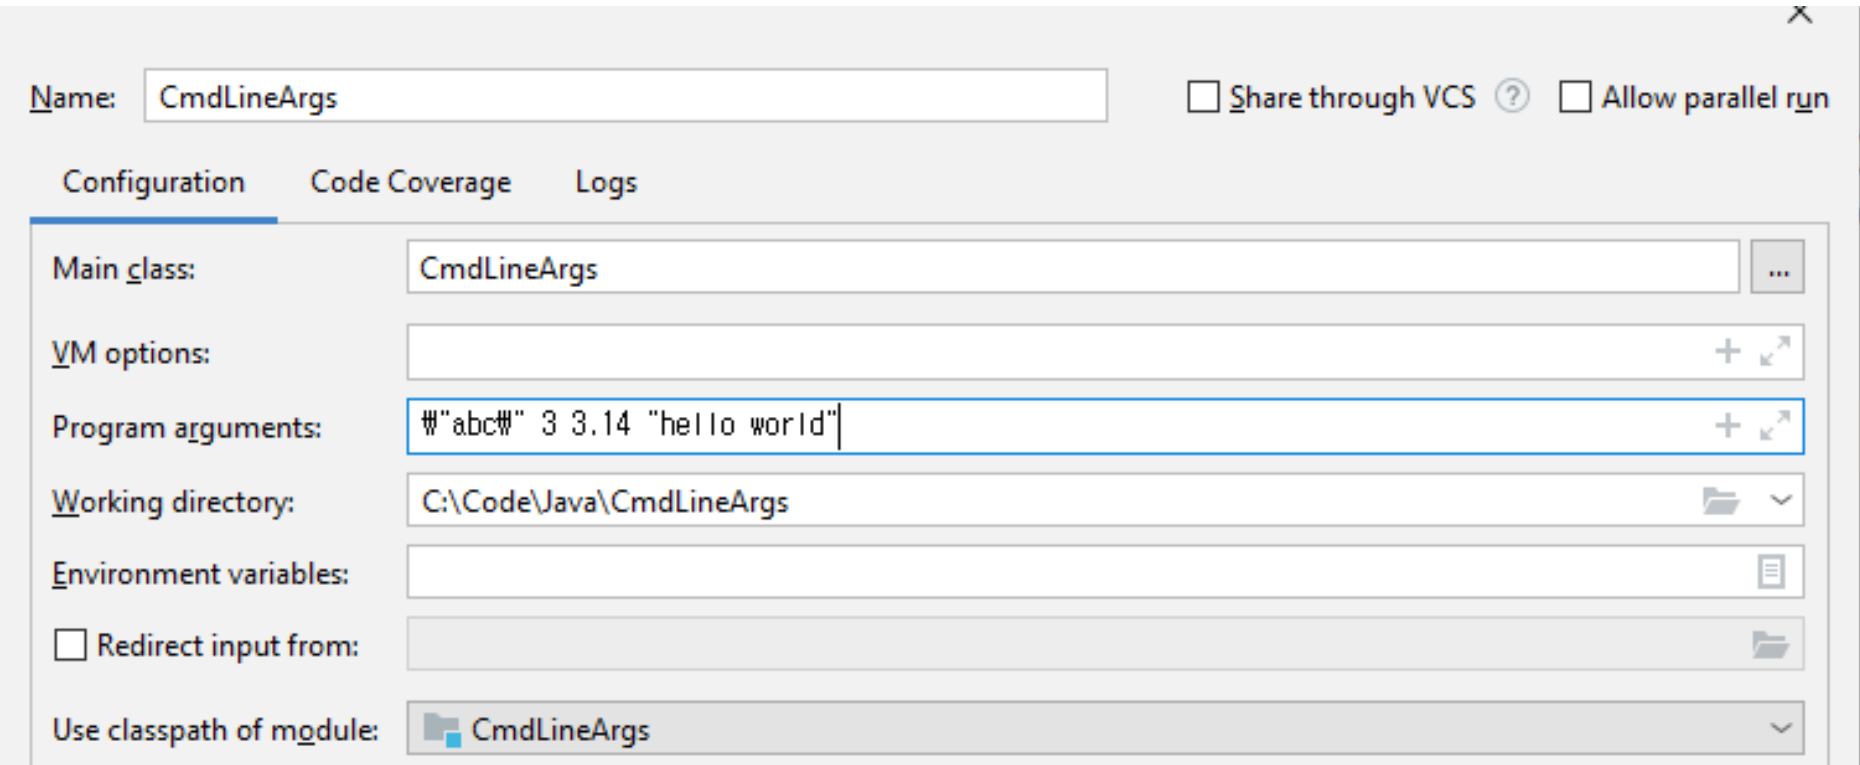 Name: CmdLineArgs Share through VCS ? Allow parallel run
Configuration Code Coverage Logs
Main class: CmdLineArgs ...
VM options:
Program arguments: ₩"abc₩" 3 3.14 "hello world"
Working directory: C:\Code\Java\CmdLineArgs
Environment variables:
Redirect input from:
Use classpath of module: CmdLineArgs